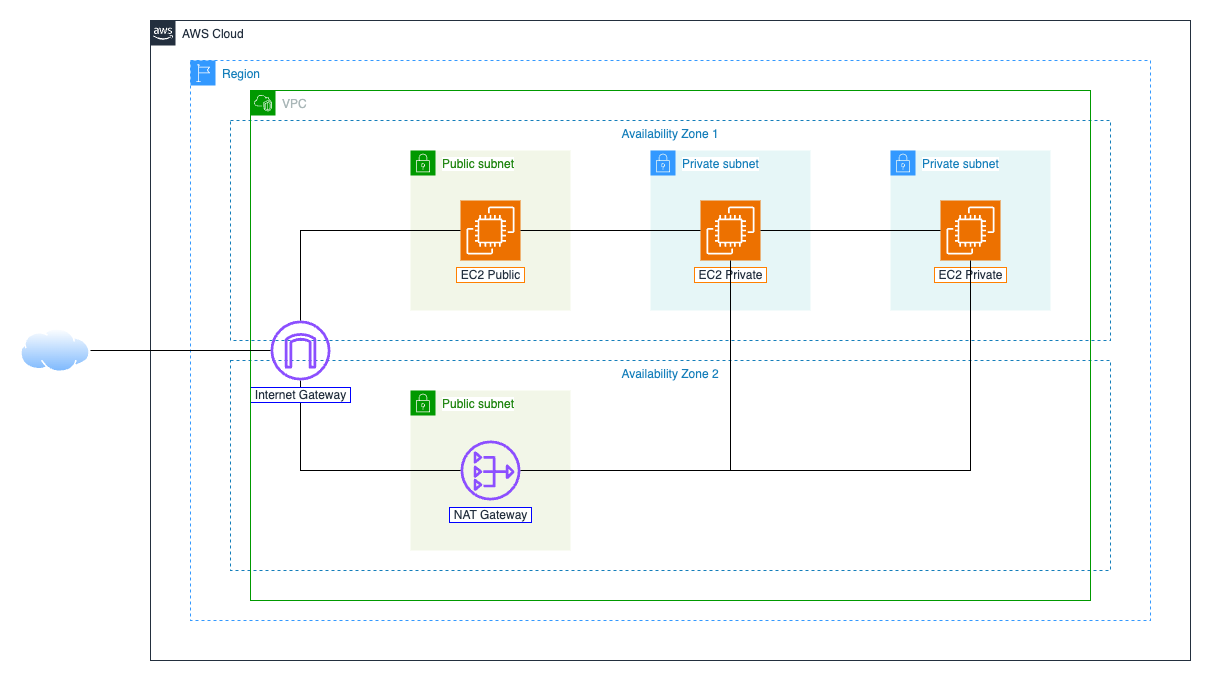 aws
AWS Cloud
Region
VPC
Availability Zone 1
Public subnet
Private subnet
Private subnet
EC2 Public
EC2 Private
EC2 Private
Availability Zone 2
Internet Gateway
Public subnet
NAT Gateway